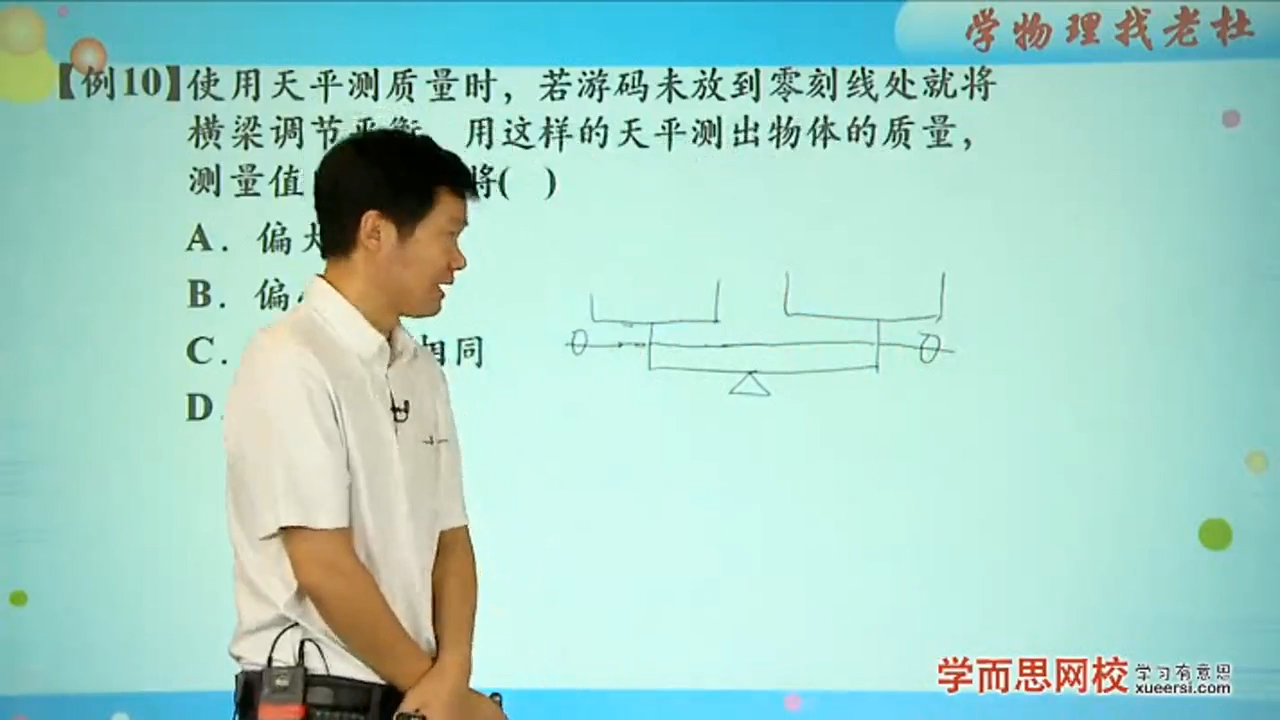 学物理找老杜
【例10】使用天平测质量时，若游码未放到零刻线处就将
横梁调节平衡，用这样的天平测出物体的质量，
测量值 将( )
A. 偏大
B. 偏
C. 相同
D.
学而思网校 学习有意思
xueersi.com